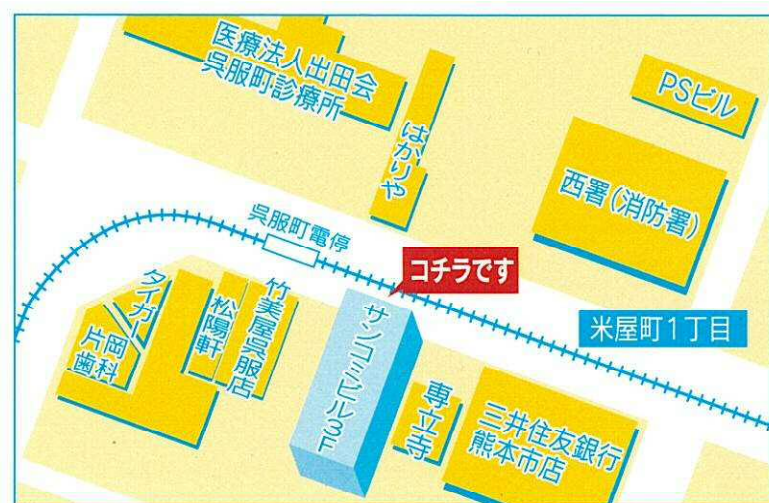 医療法人出田会
呉服町診療所
はかりや
PSビル
西署(消防署)
呉服町電停
コチラです
米屋町1丁目
タイガー
片岡
歯科
松陽軒
竹美屋呉服店
サンコミビル3F
専立寺
三井住友銀行
熊本市店